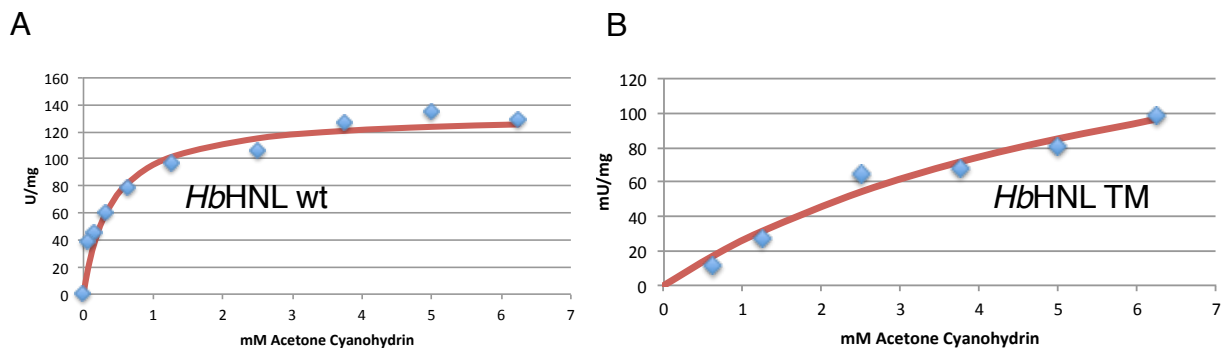 A
160
140
120
100
80
60
40
20
0
U/mg
HbHNL wt
0 1 2 3 4 5 6 7
mM Acetone Cyanohydrin
B
120
100
80
60
40
20
0
mU/mg
HbHNL TM
0 1 2 3 4 5 6 7
mM Acetone Cyanohydrin